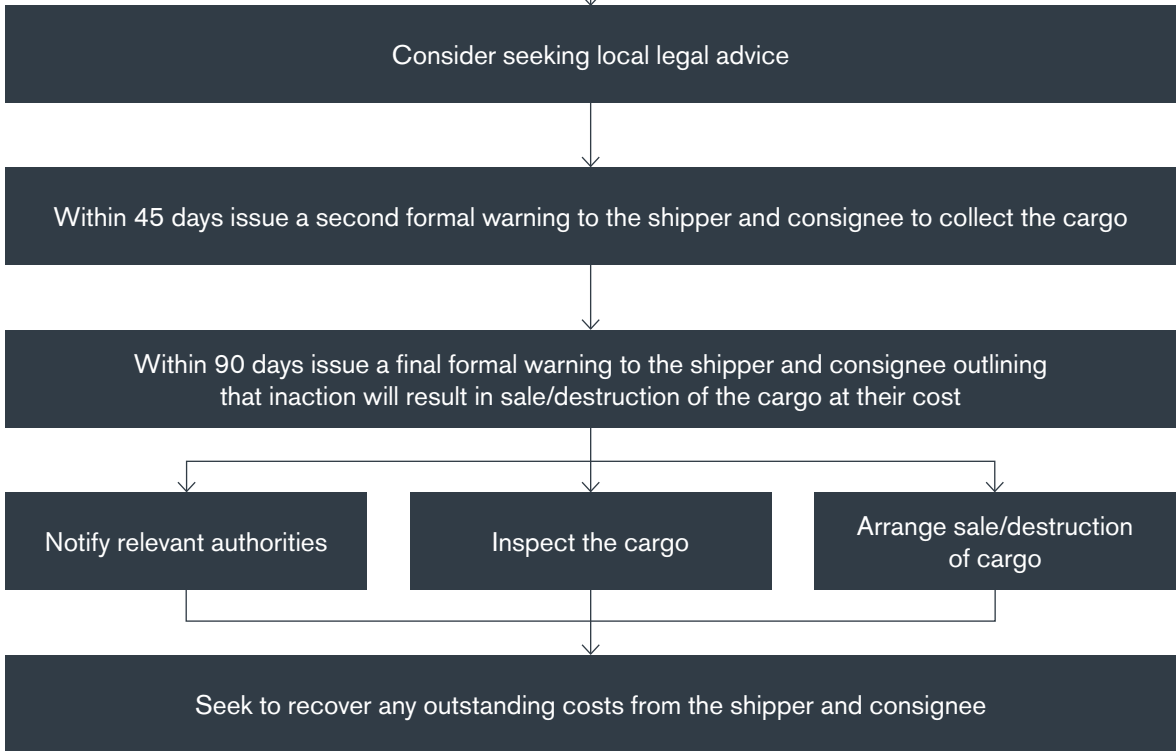 Consider seeking local legal advice
Within 45 days issue a second formal warning to the shipper and consignee to collect the cargo
Within 90 days issue a final formal warning to the shipper and consignee outlining
that inaction will result in sale/destruction of the cargo at their cost
Notify relevant authorities
Inspect the cargo
Arrange sale/destruction
of cargo
Seek to recover any outstanding costs from the shipper and consignee